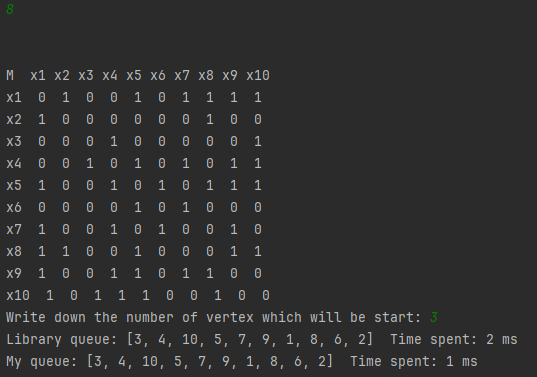 8
M x1 x2 x3 x4 x5 x6 x7 x8 x9 x10
x1 0 1 0 0 1 0 1 1 1 1
x2 1 0 0 0 0 0 0 1 0 0
x3 0 0 0 1 0 0 0 0 0 1
x4 0 0 1 0 1 0 1 0 1 1
x5 1 0 0 1 0 1 0 1 1 1
x6 0 0 0 0 1 0 1 0 0 0
x7 1 0 0 1 0 1 0 0 1 0
x8 1 1 0 0 1 0 0 0 1 1
x9 1 0 0 1 1 0 1 1 0 0
x10 1 0 1 1 1 0 0 1 0 0
Write down the number of vertex which will be start: 3
Library queue: [3, 4, 10, 5, 7, 9, 1, 8, 6, 2] Time spent: 2 ms
My queue: [3, 4, 10, 5, 7, 9, 1, 8, 6, 2] Time spent: 1 ms